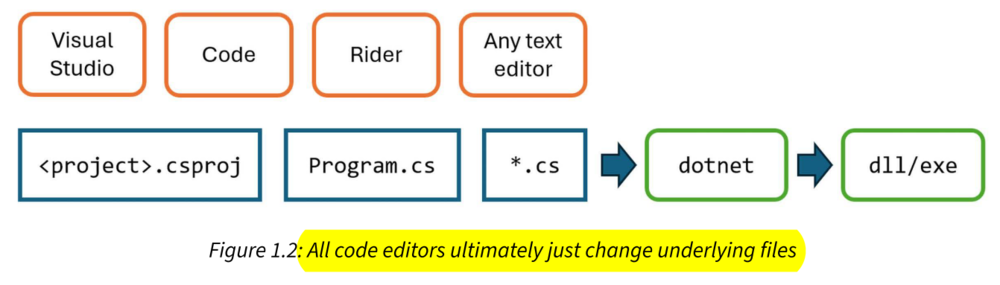 Visual
Studio
Code
Rider
Any text
editor
<project>.csproj
Program.cs
*.cs
dotnet
dll/exe
Figure 1.2: All code editors ultimately just change underlying files